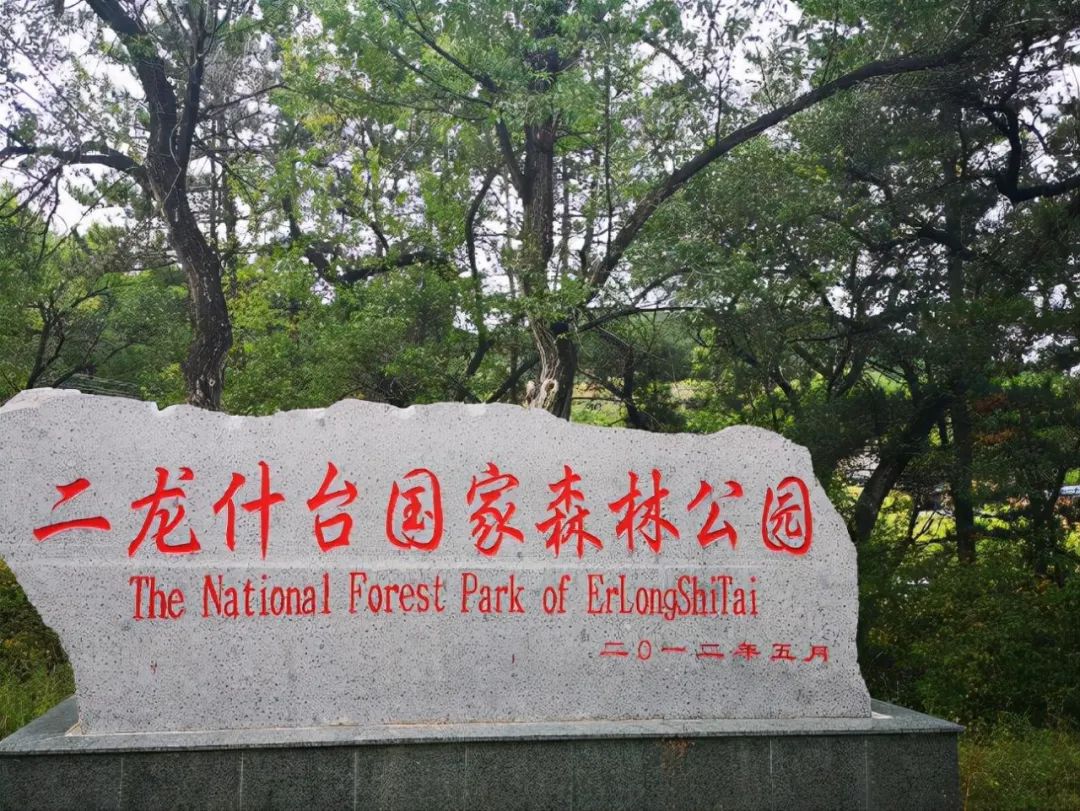 二龙什台国家森林公园
The National Forest Park of ErLongShiTai
二〇一二年五月